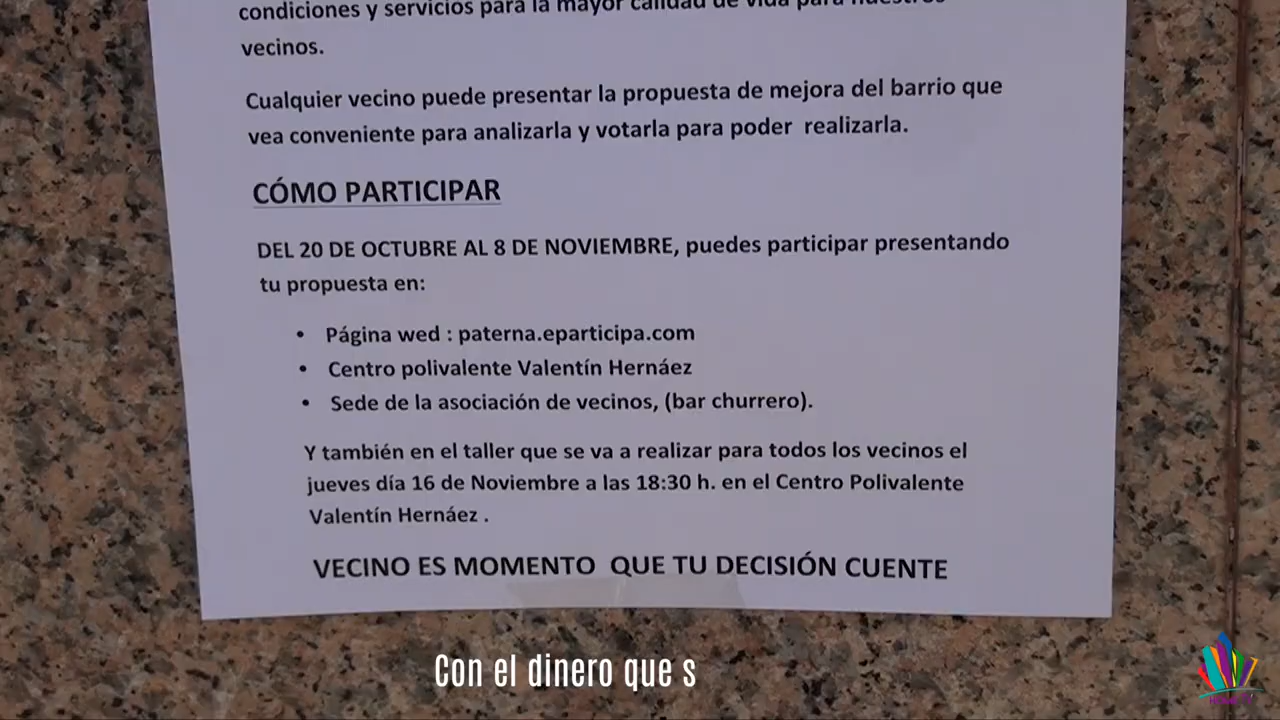 condiciones y servicios para la mayor calidad de vida para nuestros
vecinos.
Cualquier vecino puede presentar la propuesta de mejora del barrio que
vea conveniente para analizarla y votarla para poder realizarla.
CÓMO PARTICIPAR
DEL 20 DE OCTUBRE AL 8 DE NOVIEMBRE, puedes participar presentando
tu propuesta en:
• Página wed : paterna.eparticipa.com
• Centro polivalente Valentín Hernáez
• Sede de la asociación de vecinos, (bar churrero).
Y también en el taller que se va a realizar para todos los vecinos el
jueves día 16 de Noviembre a las 18:30 h. en el Centro Polivalente
Valentín Hernáez .
VECINO ES MOMENTO QUE TU DECISIÓN CUENTE
Con el dinero que s